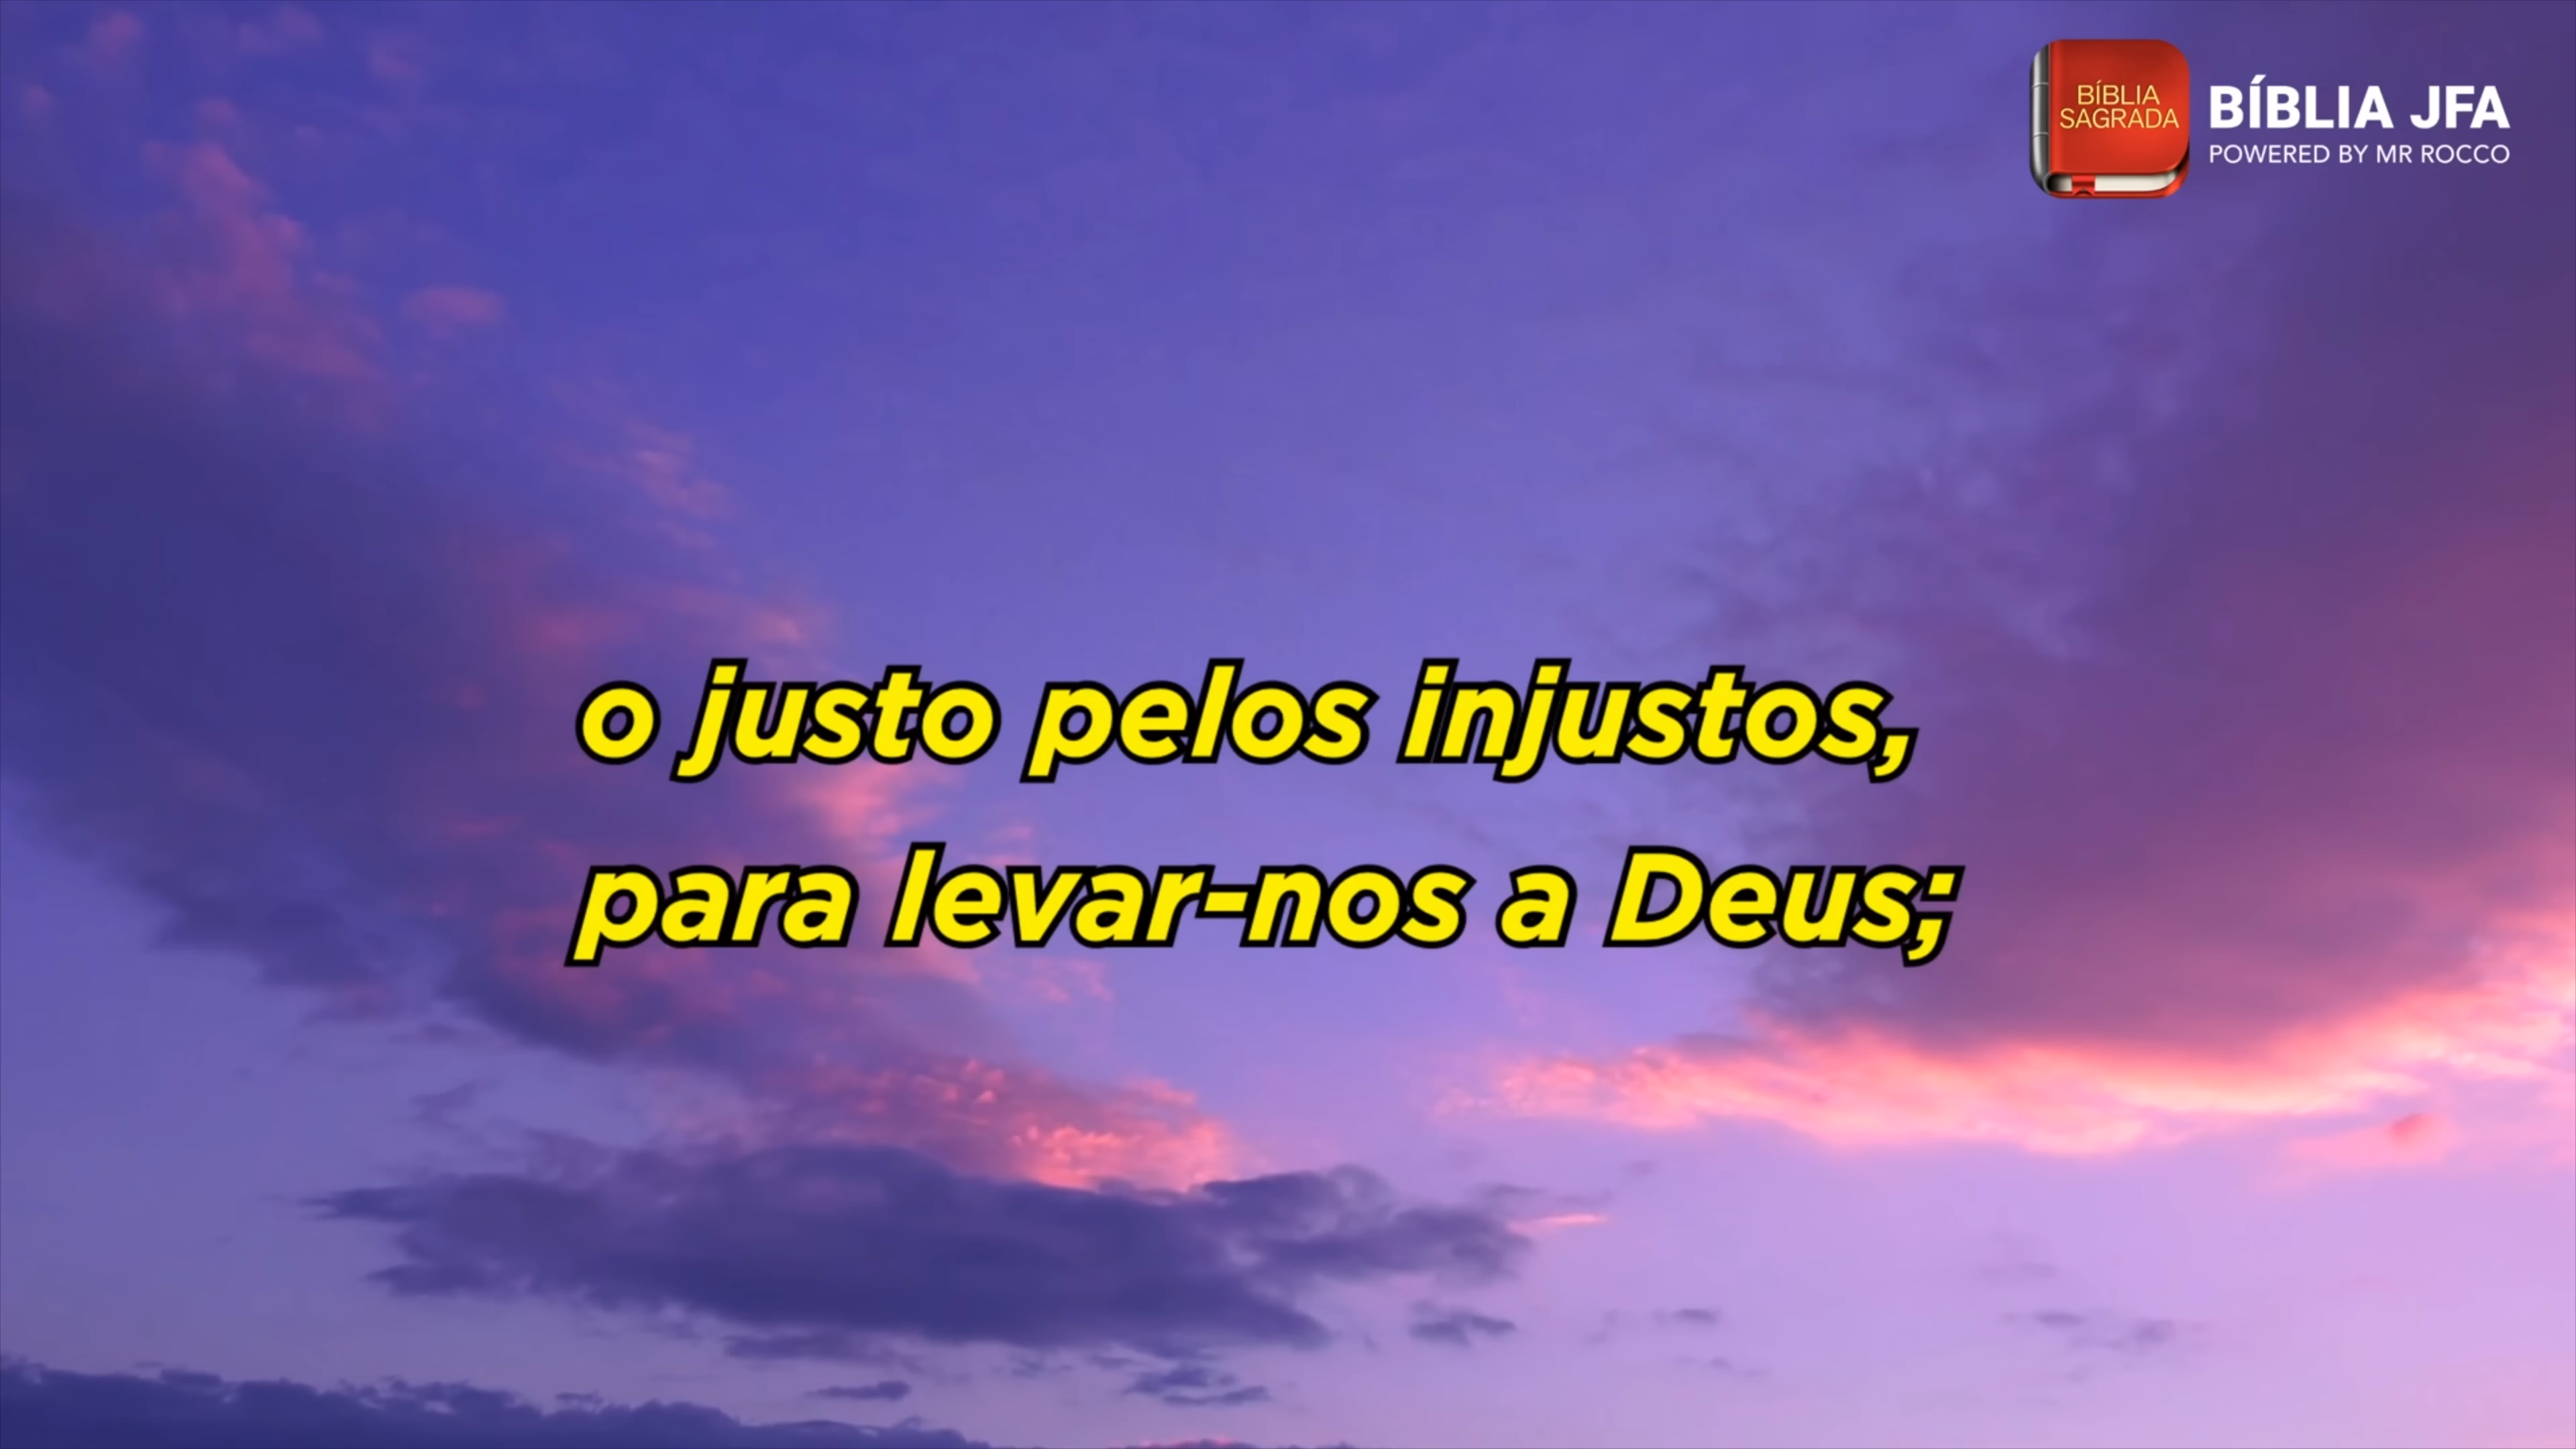 BÍBLIA
SAGRADA
BÍBLIA JFA
POWERED BY MR ROCCO
o justo pelos injustos,
para levar-nos a Deus;